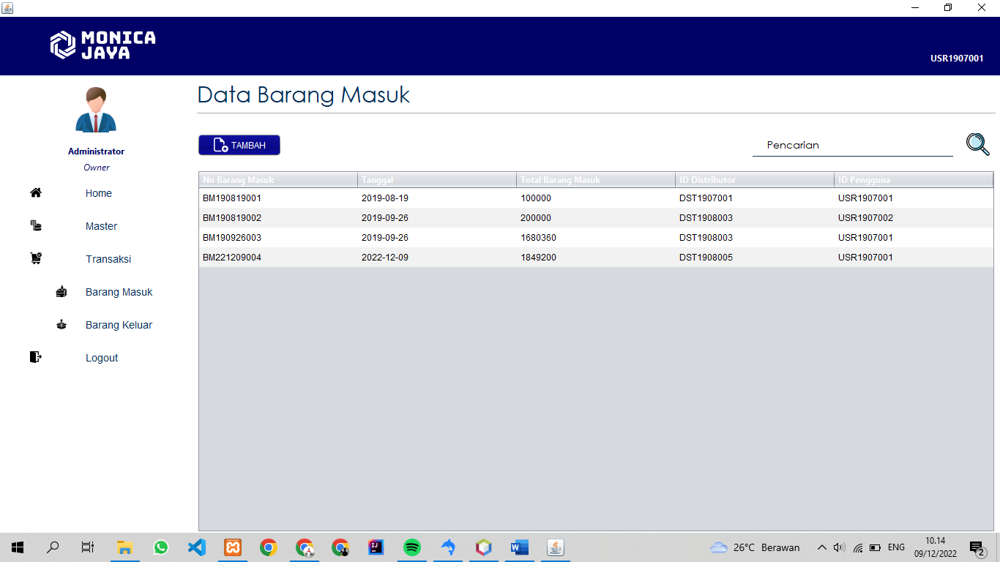 MONICA
JAYA
USR1907001
Administrator
Owner
Home
Master
Transaksi
Barang Masuk
Barang Keluar
Logout
Data Barang Masuk
TAMBAH
Pencarian
No Barang Masuk Tanggal Total Barang Masuk ID Distributor ID Pengguna
BM190819001 2019-08-19 100000 DST1907001 USR1907001
BM190819002 2019-09-26 200000 DST1908003 USR1907002
BM190926003 2019-09-26 1680360 DST1908003 USR1907001
BM221209004 2022-12-09 1849200 DST1908005 USR1907001
26°C Berawan
ENG
10.14
09/12/2022
2